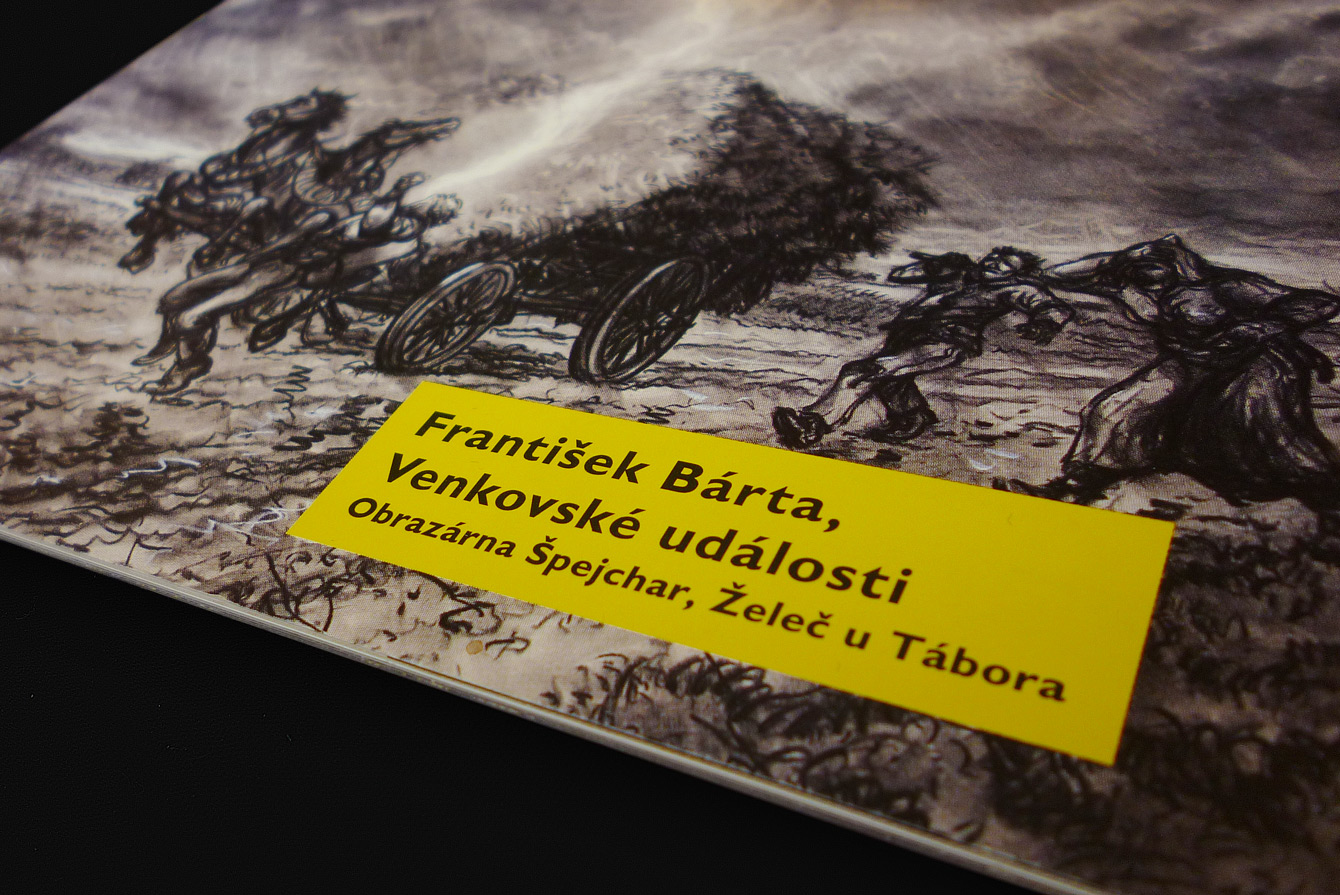 František Bárta,
Venkovské události
Obrazárna Špejchar, Želeč u Tábora